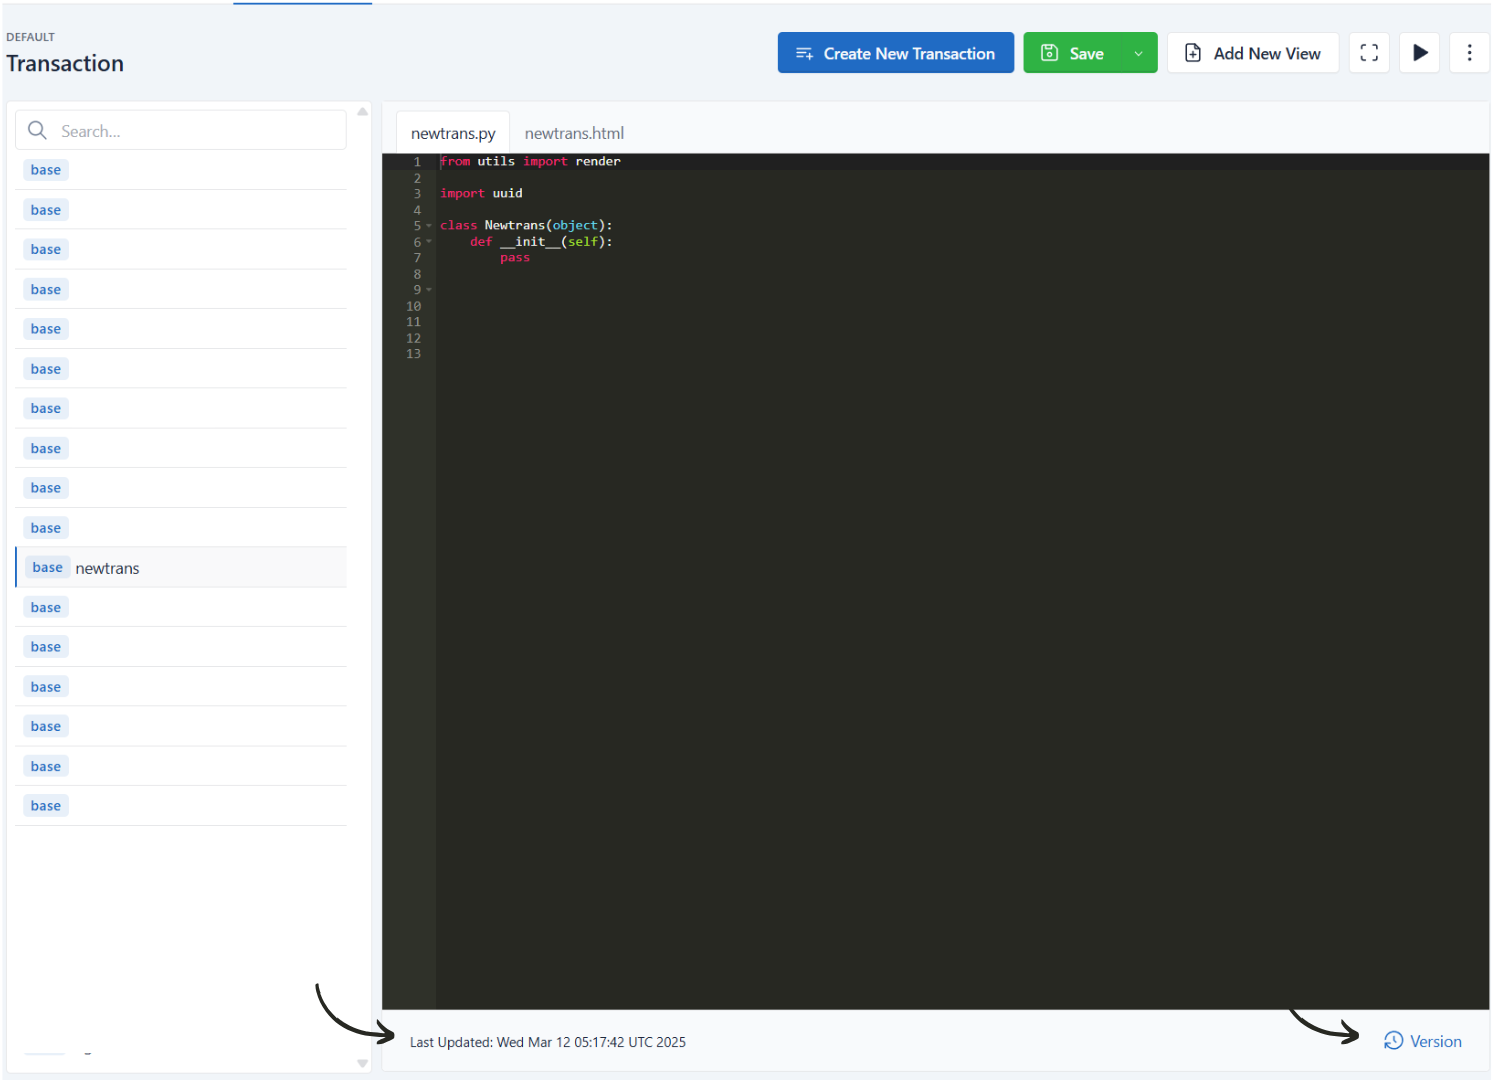 DEFAULT
Transaction
Create New Transaction
Save
Add New View
Search...
base
base
base
base
base
base
base
base
base
base
base newtrans
base
base
base
base
base
base
newtrans.py newtrans.html
1 from utils import render
2
3 import uuid
4
5 class Newtrans(object):
6 def __init__(self):
7 pass
8
9
10
11
12
13
Last Updated: Wed Mar 12 05:17:42 UTC 2025
Version